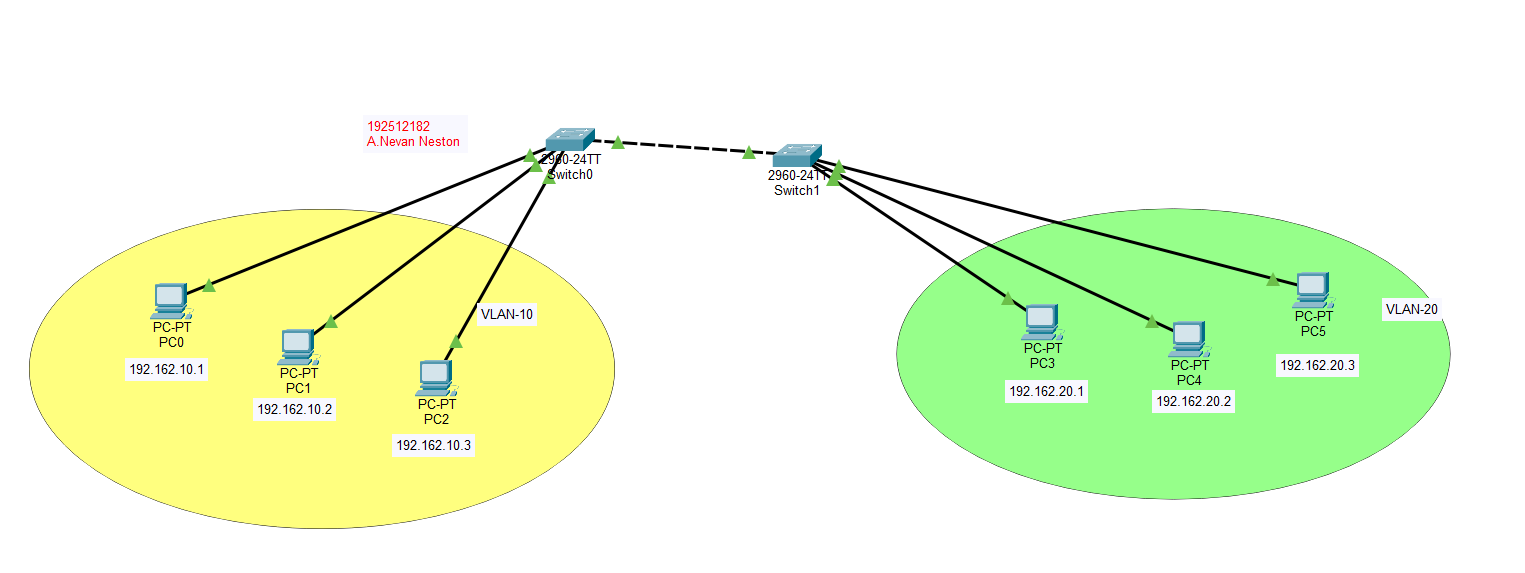 192512182
A.Nevan Neston
2960-24TT
Switch0
2960-24TT
Switch1
VLAN-10
PC-PT
PC0
192.162.10.1
PC-PT
PC1
192.162.10.2
PC-PT
PC2
192.162.10.3
PC-PT
PC3
192.162.20.1
PC-PT
PC4
192.162.20.2
PC-PT
PC5
192.162.20.3
VLAN-20